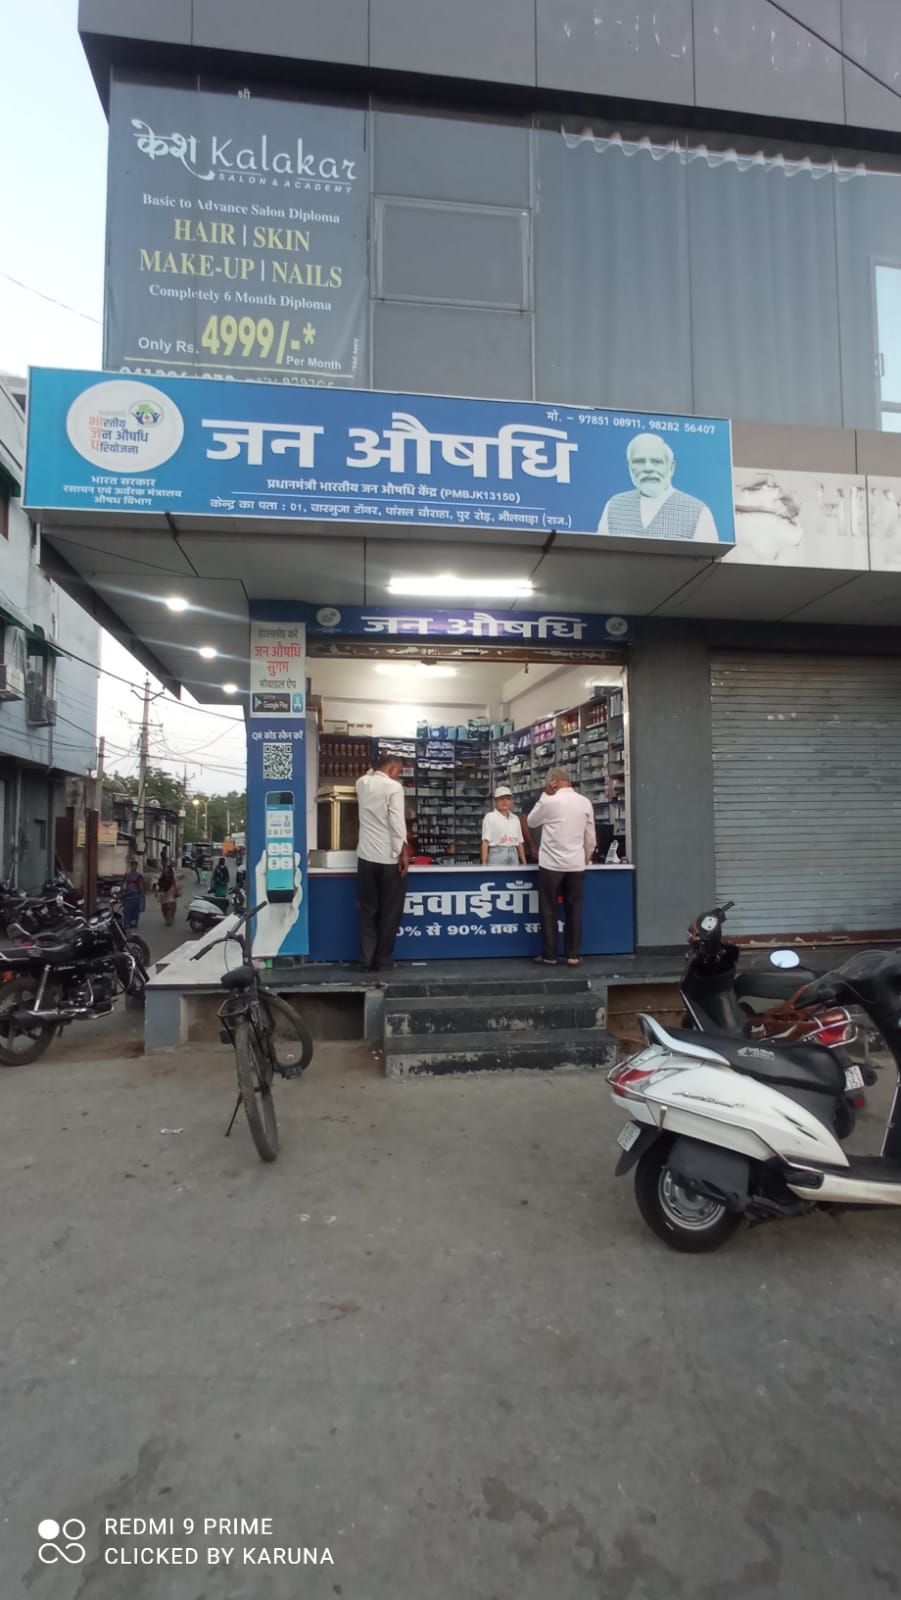 श्री
केश Kalakar
SALON & ACADEMY
Basic to Advance Salon Diploma
HAIR | SKIN
MAKE-UP | NAILS
Completely 6 Month Diploma
Only Rs. 4999/-*
Per Month
मो. – 97851 08911, 98282 56407
भारतीय
जन औषधि
परियोजना
भारत सरकार
रसायन एवं उर्वरक मंत्रालय
औषध विभाग
जन औषधि
प्रधानमंत्री भारतीय जन औषधि केंद्र (PMBJK13150)
केन्द्र का पता : 01, चारभुजा टॉवर, पांसल चौराहा, पुर रोड़, भीलवाड़ा (राज.)
जन औषधि
डाउनलोड करें
जन औषधि
सुगम
मोबाइल ऐप
Google Play
QR कोड स्कैन करें
दवाईयाँ
0% से 90% तक
REDMI 9 PRIME
CLICKED BY KARUNA